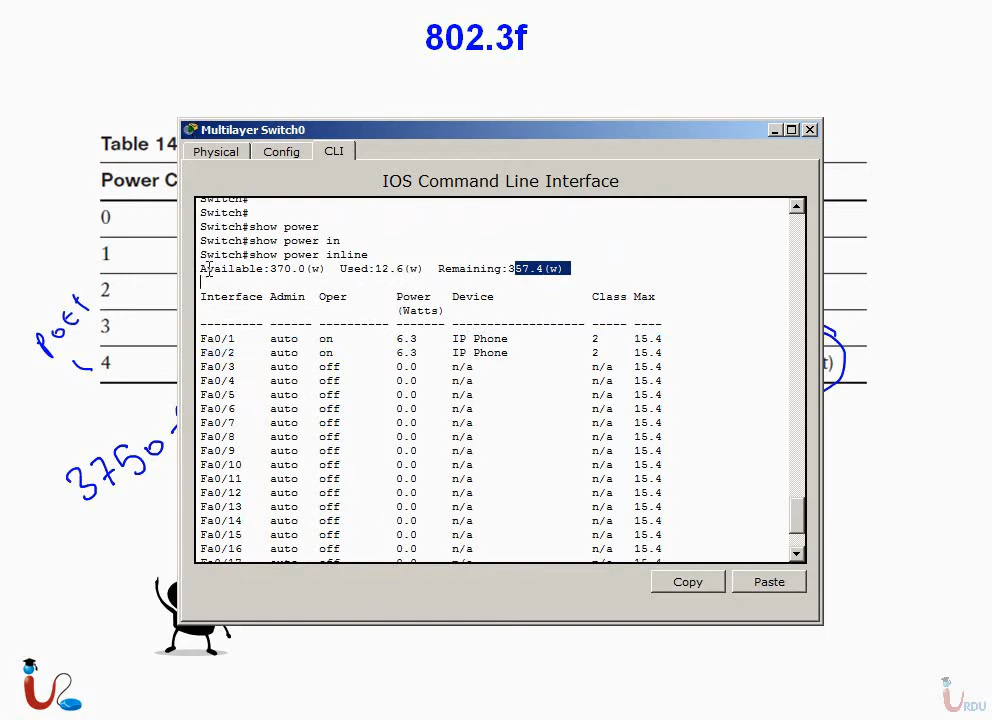 802.3f
Table 14
Power C
0
1
2
3
4
t)
POE+
3750
Multilayer Switch0
Physical
Config
CLI
IOS Command Line Interface
Switch#
Switch#
Switch#show power
Switch#show power in
Switch#show power inline
Available:370.0(w) Used:12.6(w) Remaining:357.4(w)
Interface Admin Oper Power Device Class Max
(Watts)
--------- ------ ---------- ------- ------------------- ----- ----
Fa0/1 auto on 6.3 IP Phone 2 15.4
Fa0/2 auto on 6.3 IP Phone 2 15.4
Fa0/3 auto off 0.0 n/a n/a 15.4
Fa0/4 auto off 0.0 n/a n/a 15.4
Fa0/5 auto off 0.0 n/a n/a 15.4
Fa0/6 auto off 0.0 n/a n/a 15.4
Fa0/7 auto off 0.0 n/a n/a 15.4
Fa0/8 auto off 0.0 n/a n/a 15.4
Fa0/9 auto off 0.0 n/a n/a 15.4
Fa0/10 auto off 0.0 n/a n/a 15.4
Fa0/11 auto off 0.0 n/a n/a 15.4
Fa0/12 auto off 0.0 n/a n/a 15.4
Fa0/13 auto off 0.0 n/a n/a 15.4
Fa0/14 auto off 0.0 n/a n/a 15.4
Fa0/15 auto off 0.0 n/a n/a 15.4
Fa0/16 auto off 0.0 n/a n/a 15.4
Copy
Paste
URDU